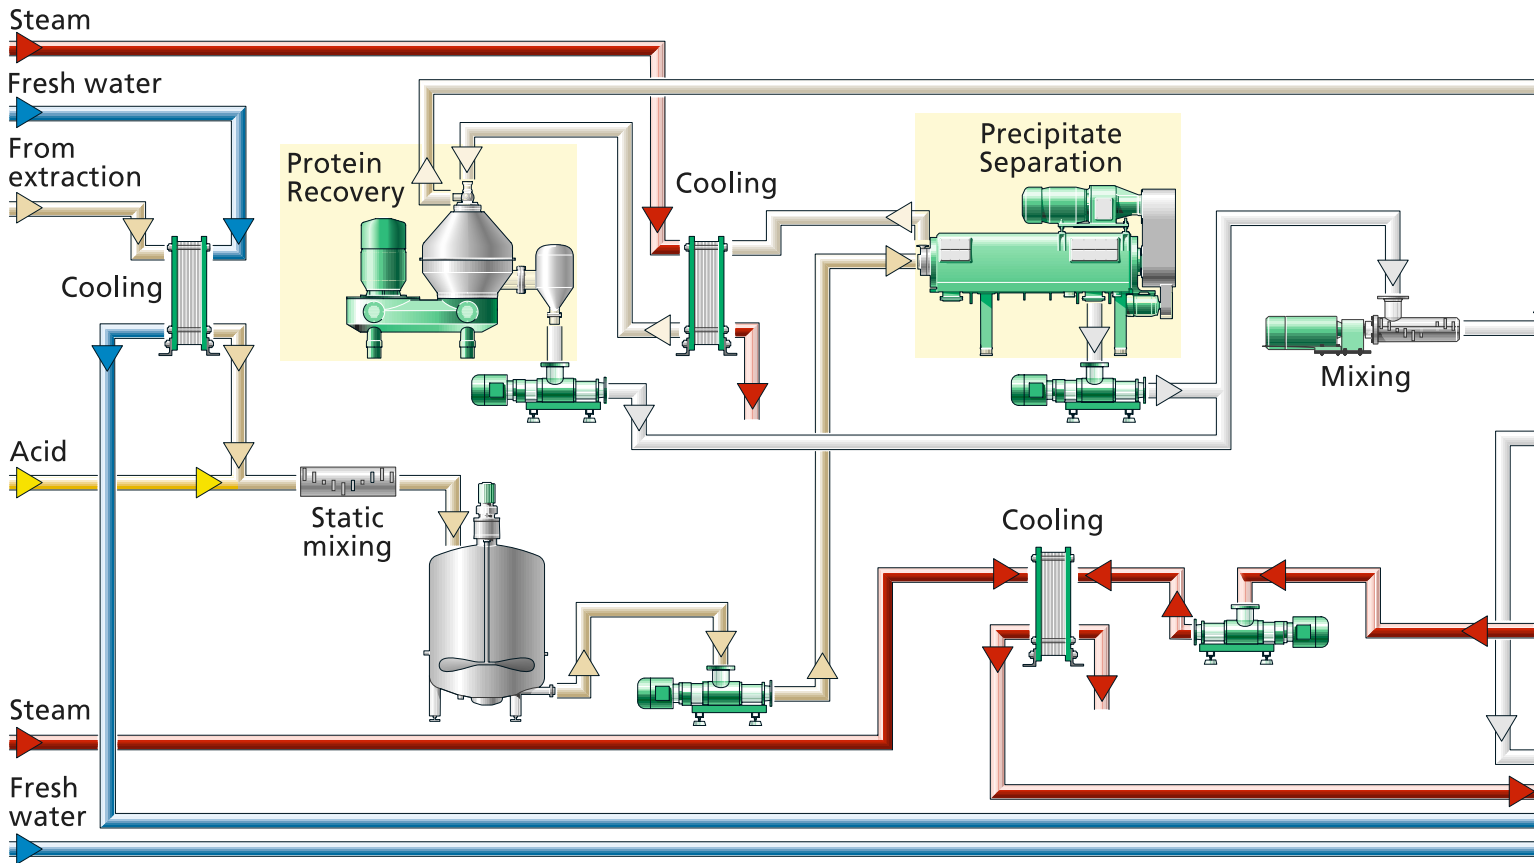 Steam
Fresh water
From
extraction
Protein
Recovery
Cooling
Precipitate
Separation
Cooling
Mixing
Acid
Static
mixing
Cooling
Steam
Fresh
water